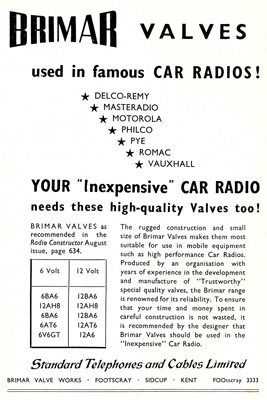 BRIMAR VALVES
used in famous CAR RADIOS!
★ DELCO-REMY
★ MASTERADIO
★ MOTOROLA
★ PHILCO
★ PYE
★ ROMAC
★ VAUXHALL
YOUR "Inexpensive" CAR RADIO
needs these high-quality Valves too!
BRIMAR VALVES as
recommended in the
Radio Constructor August
issue, page 634.
6 Volt 12 Volt
6BA6 12BA6
12AH8 12AH8
6BA6 12BA6
6AT6 12AT6
6V6GT 12A6
The rugged construction and small
size of Brimar Valves makes them most
suitable for use in mobile equipment
such as high performance Car Radios.
Produced by an organisation with
years of experience in the development
and manufacture of "Trustworthy"
special quality valves, the Brimar range
is renowned for its reliability. To ensure
that your time and money spent in
careful construction is not wasted, it
is recommended by the designer that
Brimar Valves should be used in the
"Inexpensive" Car Radio.
Standard Telephones and Cables Limited
BRIMAR VALVE WORKS · FOOTSCRAY · SIDCUP · KENT FOOtscray 3333